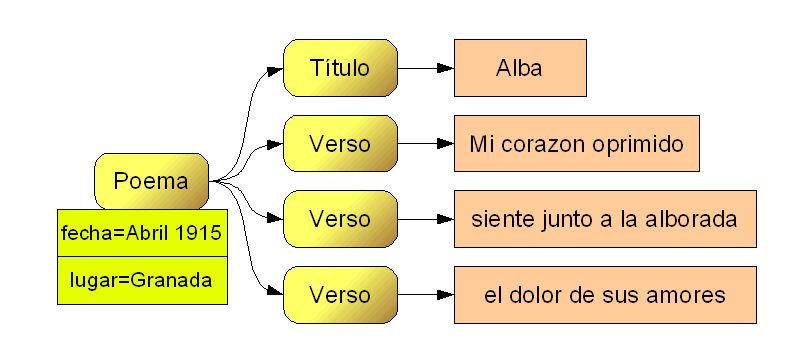 Título
Alba
Verso
Mi corazon oprimido
Poema
Verso
siente junto a la alborada
fecha=Abril 1915
lugar=Granada
Verso
el dolor de sus amores